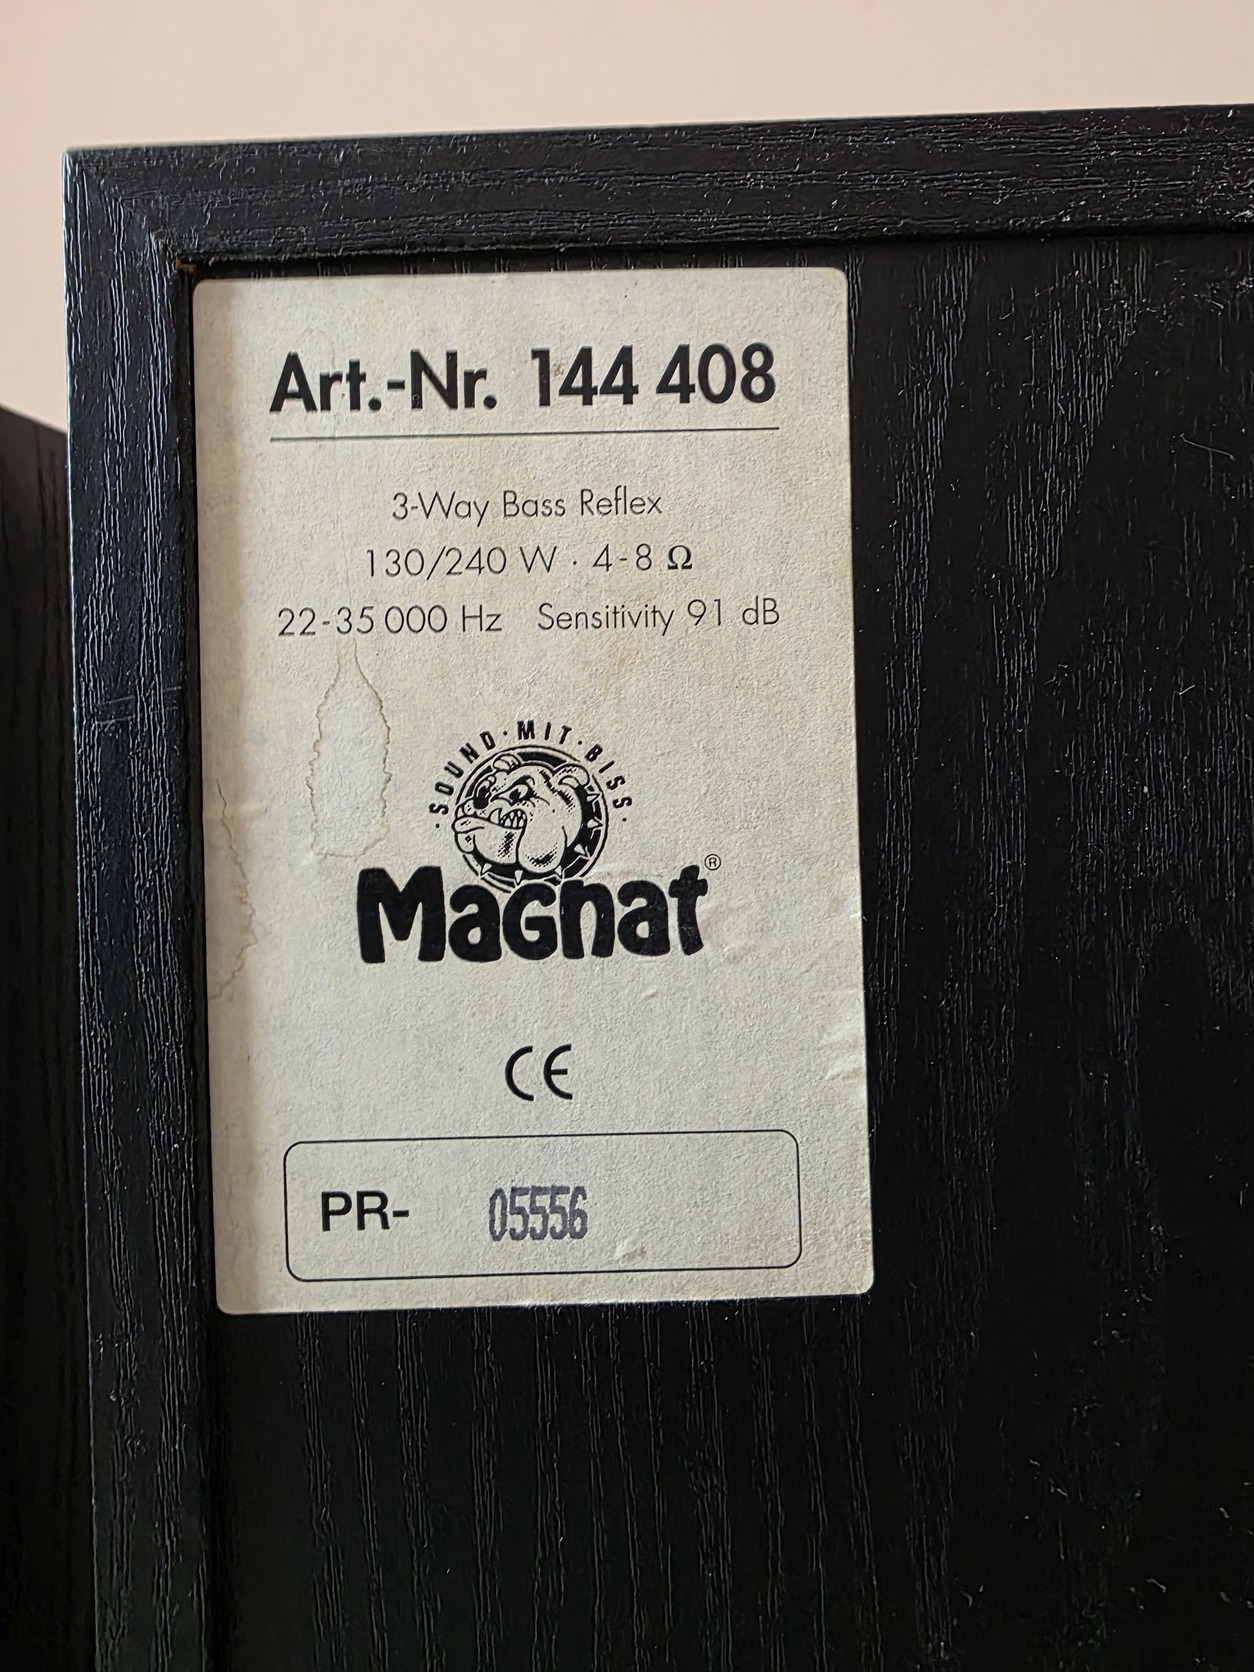 Art.-Nr. 144 408
3-Way Bass Reflex
130/240 W · 4-8 Ω
22-35 000 Hz Sensitivity 91 dB
· SOUND · MIT · BISS ·
Magnat®
CE
PR- 05556